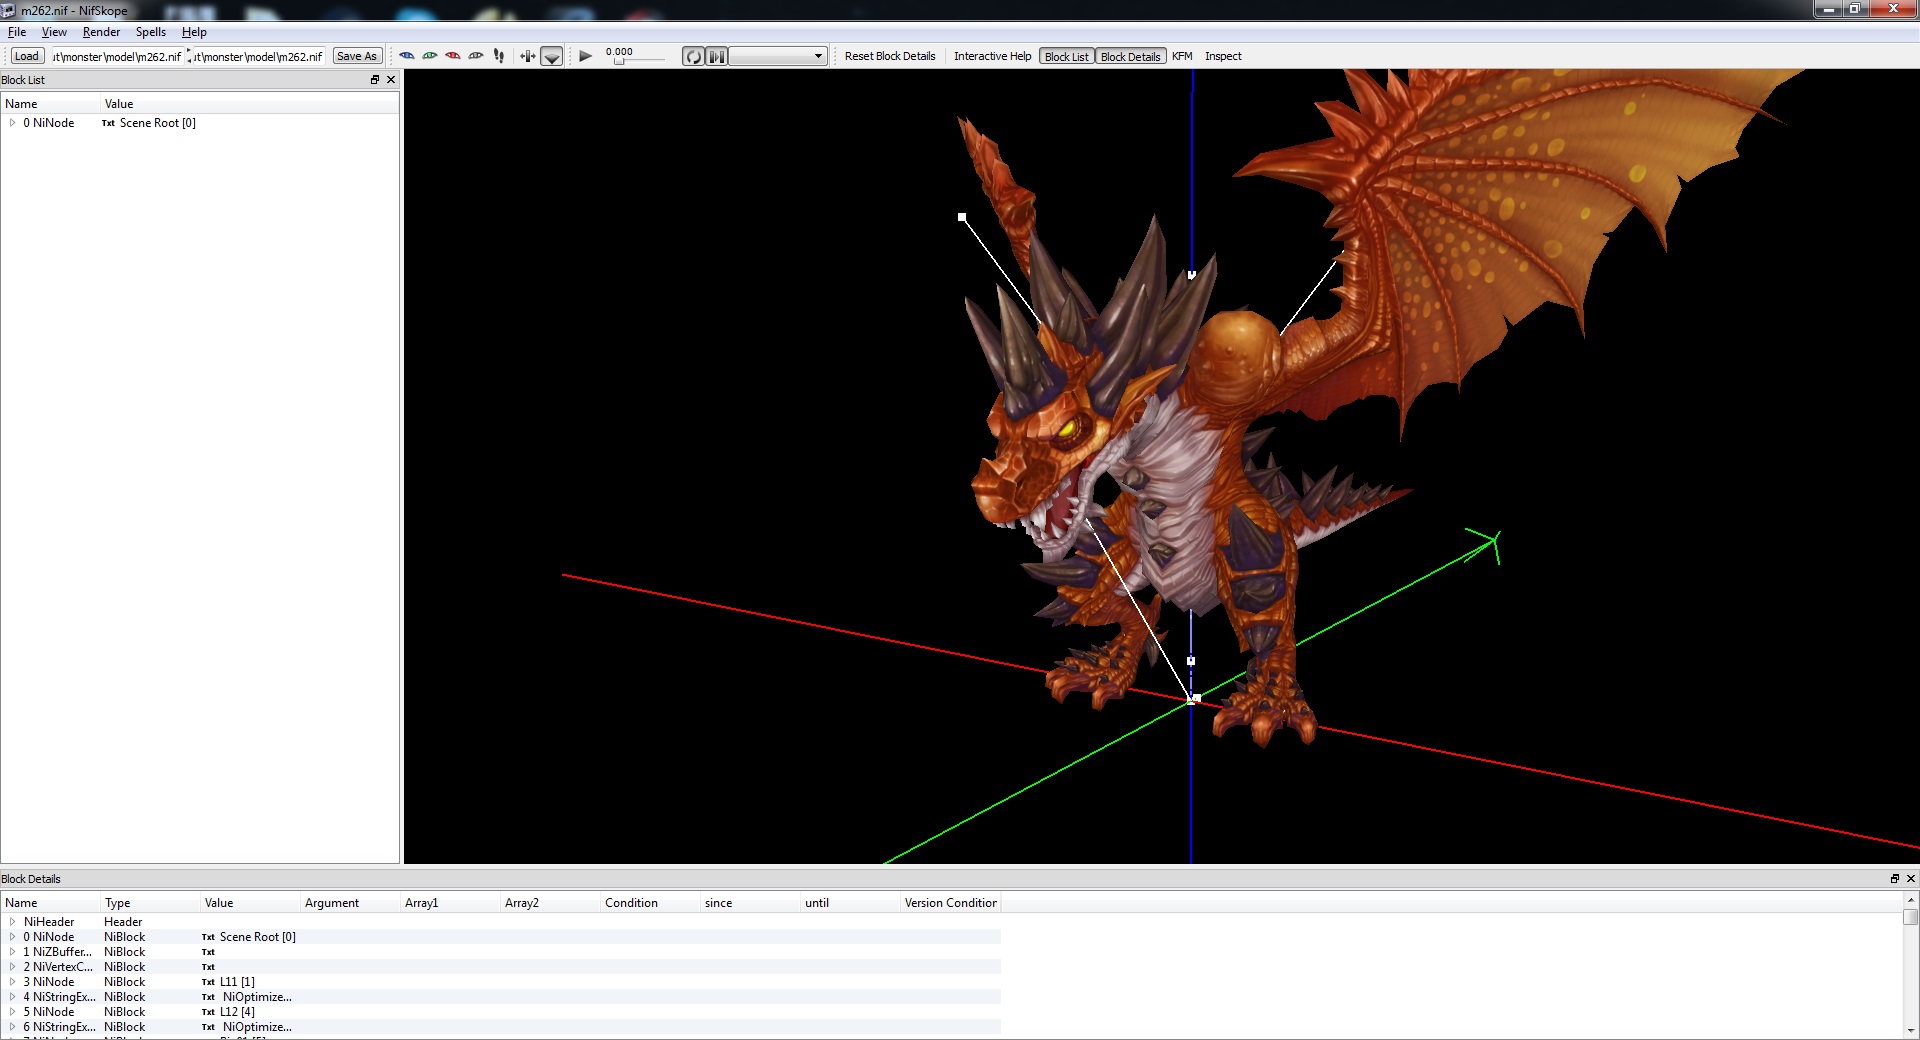 m262.nif - NifSkope
File View Render Spells Help
Load ut\monster\model\m262.nif ut\monster\model\m262.nif Save As 0.000 Reset Block Details Interactive Help Block List Block Details KFM Inspect
Block List
Name Value
0 NiNode Txt Scene Root [0]
Block Details
Name Type Value Argument Array1 Array2 Condition since until Version Condition
NiHeader Header
0 NiNode NiBlock Txt Scene Root [0]
1 NiZBuffer... NiBlock Txt
2 NiVertexC... NiBlock Txt
3 NiNode NiBlock Txt L11 [1]
4 NiStringEx... NiBlock Txt NiOptimize...
5 NiNode NiBlock Txt L12 [4]
6 NiStringEx... NiBlock Txt NiOptimize...